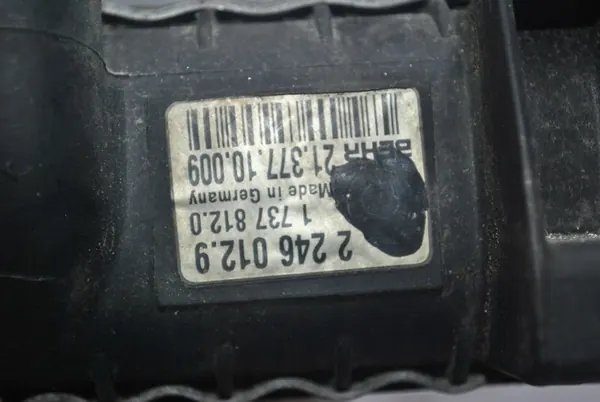 2 246 012.9
1 737 812.0
Made in Germany
BEHR 21.377.10.009